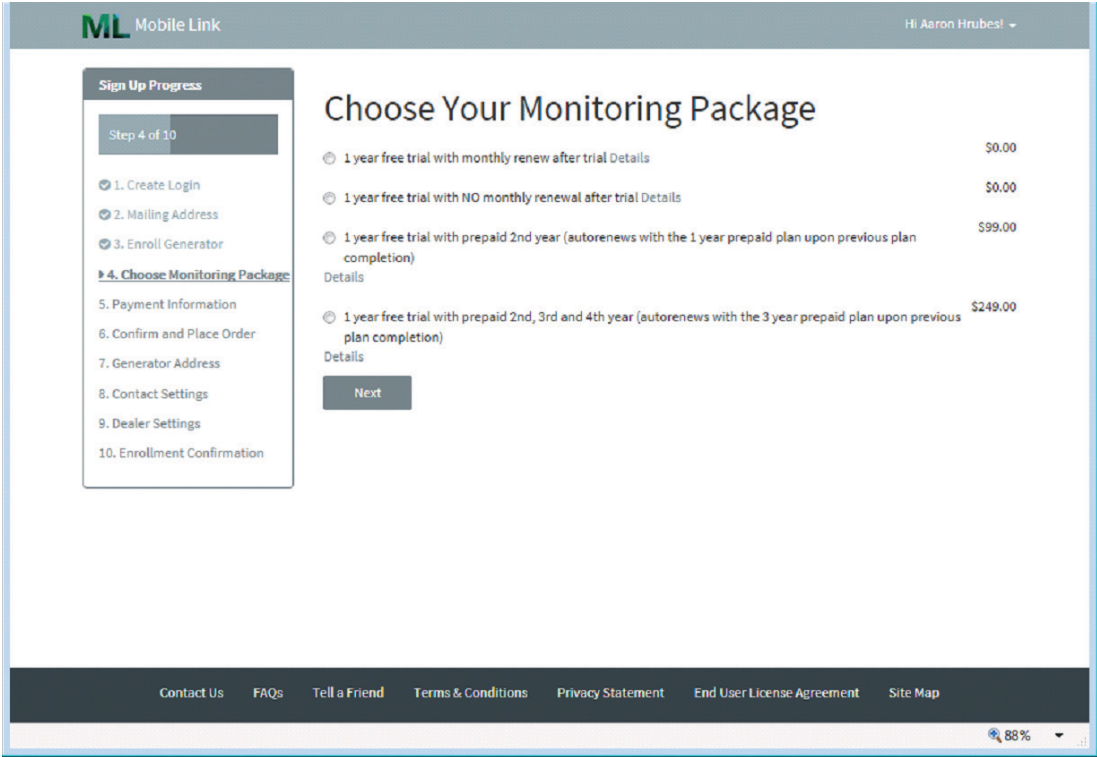 ML Mobile Link
Hi Aaron Hrubes!
Sign Up Progress
Step 4 of 10
1. Create Login
2. Mailing Address
3. Enroll Generator
4. Choose Monitoring Package
5. Payment Information
6. Confirm and Place Order
7. Generator Address
8. Contact Settings
9. Dealer Settings
10. Enrollment Confirmation
Choose Your Monitoring Package
1 year free trial with monthly renew after trial Details
$0.00
1 year free trial with NO monthly renewal after trial Details
$0.00
1 year free trial with prepaid 2nd year (autorenews with the 1 year prepaid plan upon previous plan
completion)
$99.00
Details
1 year free trial with prepaid 2nd, 3rd and 4th year (autorenews with the 3 year prepaid plan upon previous
plan completion)
$249.00
Details
Next
Contact Us FAQs Tell a Friend Terms & Conditions Privacy Statement End User License Agreement Site Map
88%